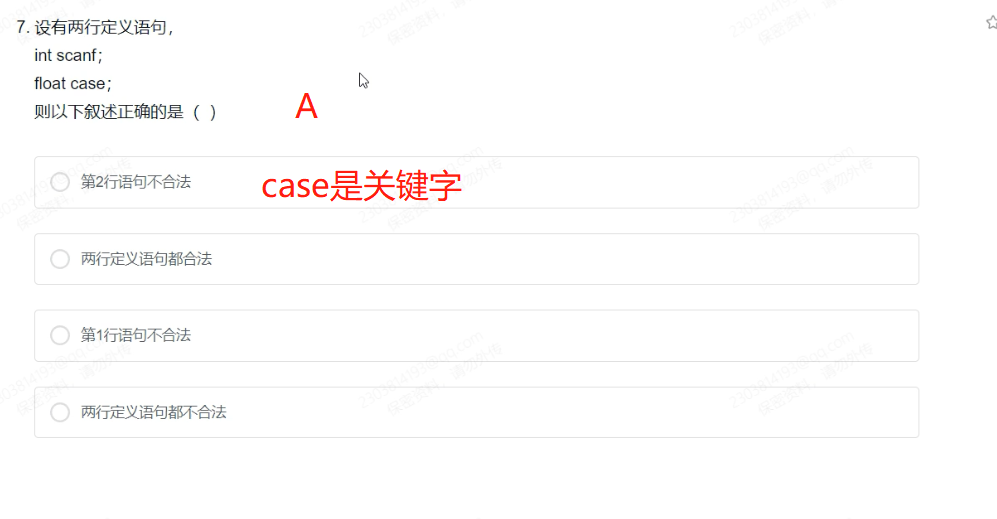 7. 设有两行定义语句，
int scanf；
float case；
则以下叙述正确的是（ ）
A
第2行语句不合法
case是关键字
两行定义语句都合法
第1行语句不合法
两行定义语句都不合法